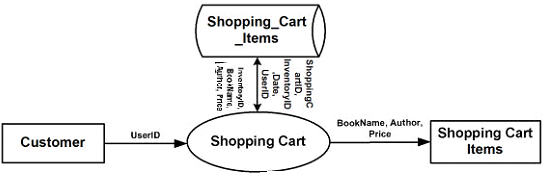 Shopping_Cart
_Items
InventoryID,
BookName,
Author, Price
ShoppingC
artID,
InventoryID
,Date,
UserID
Customer
UserID
Shopping Cart
BookName, Author,
Price
Shopping Cart
Items